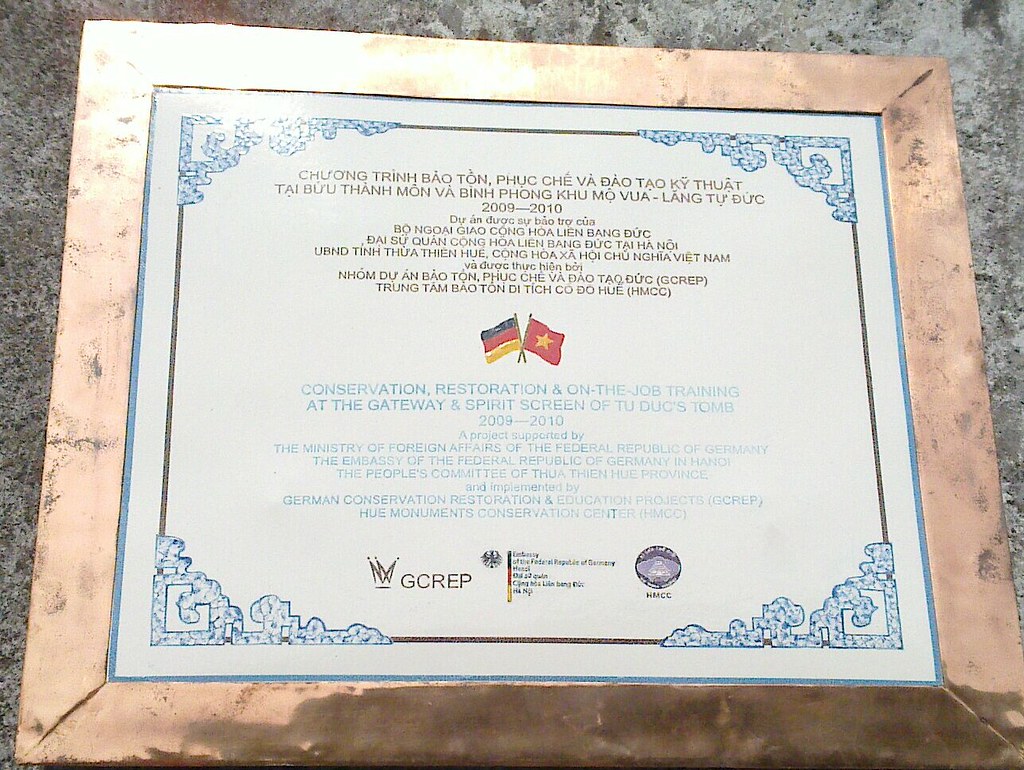 CHƯƠNG TRÌNH BẢO TỒN, PHỤC CHẾ VÀ ĐÀO TẠO KỸ THUẬT
TẠI BỬU THÀNH MÔN VÀ BÌNH PHONG KHU MỘ VUA - LĂNG TỰ ĐỨC
2009—2010
Dự án được sự bảo trợ của
BỘ NGOẠI GIAO CỘNG HÒA LIÊN BANG ĐỨC
ĐẠI SỨ QUÁN CỘNG HÒA LIÊN BANG ĐỨC TẠI HÀ NỘI
UBND TỈNH THỪA THIÊN HUẾ, CỘNG HÒA XÃ HỘI CHỦ NGHĨA VIỆT NAM
và được thực hiện bởi
NHÓM DỰ ÁN BẢO TỒN, PHỤC CHẾ VÀ ĐÀO TẠO ĐỨC (GCREP)
TRUNG TÂM BẢO TỒN DI TÍCH CỐ ĐÔ HUẾ (HMCC)
CONSERVATION, RESTORATION & ON-THE-JOB TRAINING
AT THE GATEWAY & SPIRIT SCREEN OF TU DUC'S TOMB
2009—2010
A project supported by
THE MINISTRY OF FOREIGN AFFAIRS OF THE FEDERAL REPUBLIC OF GERMANY
THE EMBASSY OF THE FEDERAL REPUBLIC OF GERMANY IN HANOI
THE PEOPLE'S COMMITTEE OF THUA THIEN HUE PROVINCE
and implemented by
GERMAN CONSERVATION RESTORATION & EDUCATION PROJECTS (GCREP)
HUE MONUMENTS CONSERVATION CENTER (HMCC)
GCREP
Embassy
of the Federal Republic of Germany
Hanoi
Đại sứ quán
Cộng hòa Liên bang Đức
Hà Nội
HMCC